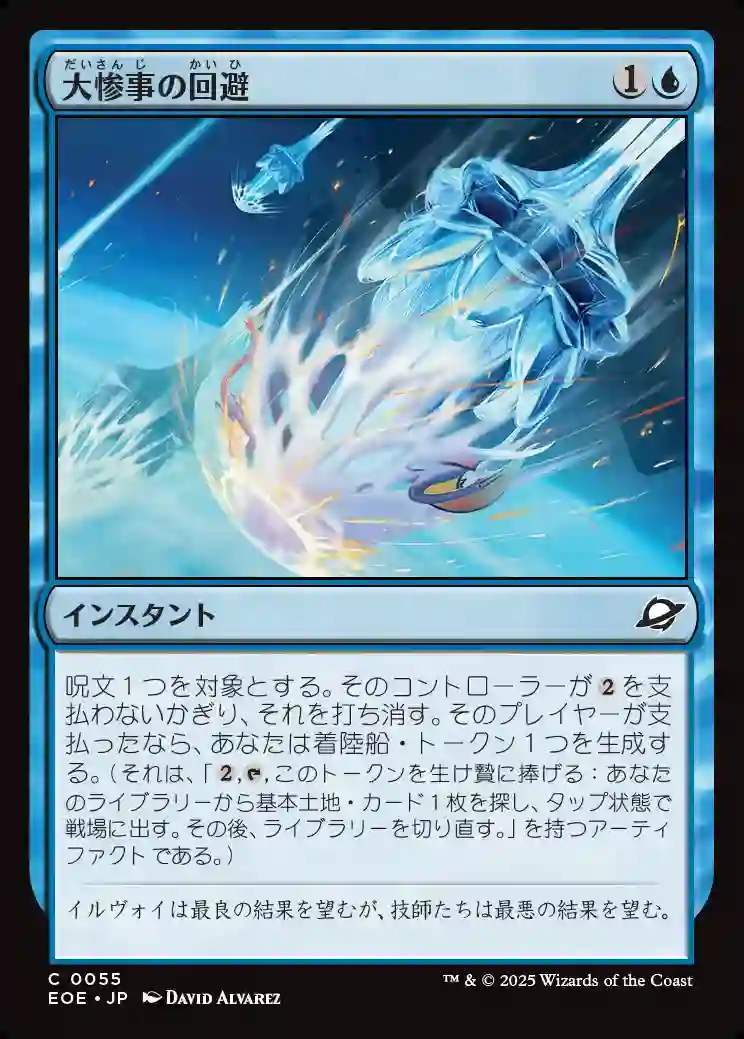 だいさんじ かいひ
大惨事の回避
1
インスタント
呪文1つを対象とする。そのコントローラーが2を支
払わないかぎり、それを打ち消す。そのプレイヤーが支
払ったなら、あなたは着陸船・トークン1つを生成す
る。(それは、「2,,このトークンを生け贄に捧げる:あなた
のライブラリーから基本土地・カード1枚を探し、タップ状態で
戦場に出す。その後、ライブラリーを切り直す。」を持つアーティ
ファクトである。)
イルヴォイは最良の結果を望むが、技師たちは最悪の結果を望む。
C 0055
EOE・JP DAVID ALVAREZ
™ & © 2025 Wizards of the Coast